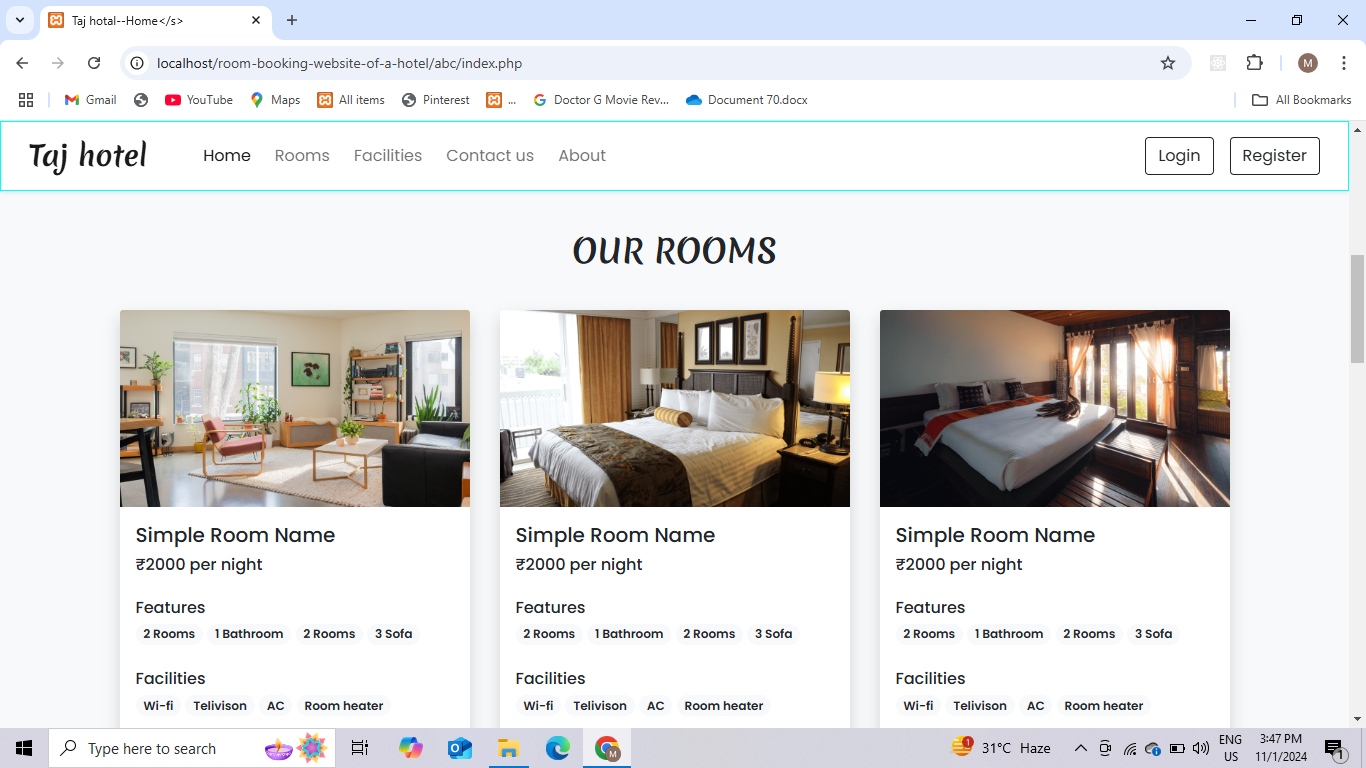 Taj hotal--Home</s>
localhost/room-booking-website-of-a-hotel/abc/index.php
M
Gmail YouTube Maps All items Pinterest ... Doctor G Movie Rev... Document 70.docx All Bookmarks
Taj hotel Home Rooms Facilities Contact us About Login Register
OUR ROOMS
Simple Room Name Simple Room Name Simple Room Name
₹2000 per night ₹2000 per night ₹2000 per night
Features Features Features
2 Rooms 1 Bathroom 2 Rooms 3 Sofa 2 Rooms 1 Bathroom 2 Rooms 3 Sofa 2 Rooms 1 Bathroom 2 Rooms 3 Sofa
Facilities Facilities Facilities
Wi-fi Telivison AC Room heater Wi-fi Telivison AC Room heater Wi-fi Telivison AC Room heater
Type here to search M 1 31°C Haze ENG 3:47 PM
US 11/1/2024 1